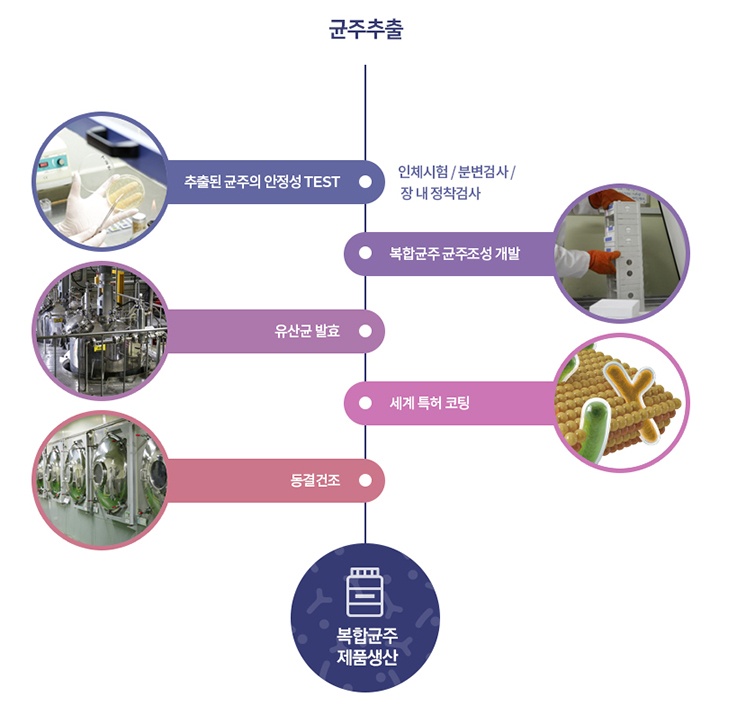 균주추출
추출된 균주의 안정성 TEST
인체시험 / 분변검사 /
장 내 정착검사
복합균주 균주조성 개발
유산균 발효
세계 특허 코팅
동결건조
복합균주
제품생산